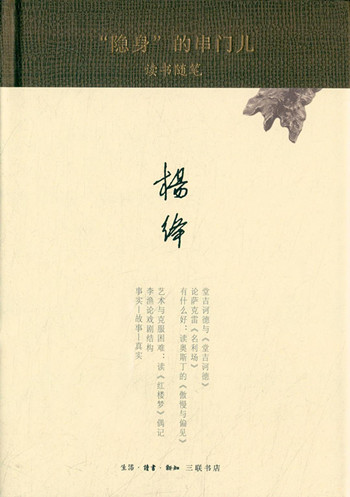 “隐身”的串门儿
读书随笔
杨绛
堂吉诃德与《堂吉诃德》
论萨克雷《名利场》
有什么好：读奥斯丁的《傲慢与偏见》
艺术与克服困难：读《红楼梦》偶记
李渔论戏剧结构
事实—故事—真实
生活·讀書·新知 三联书店